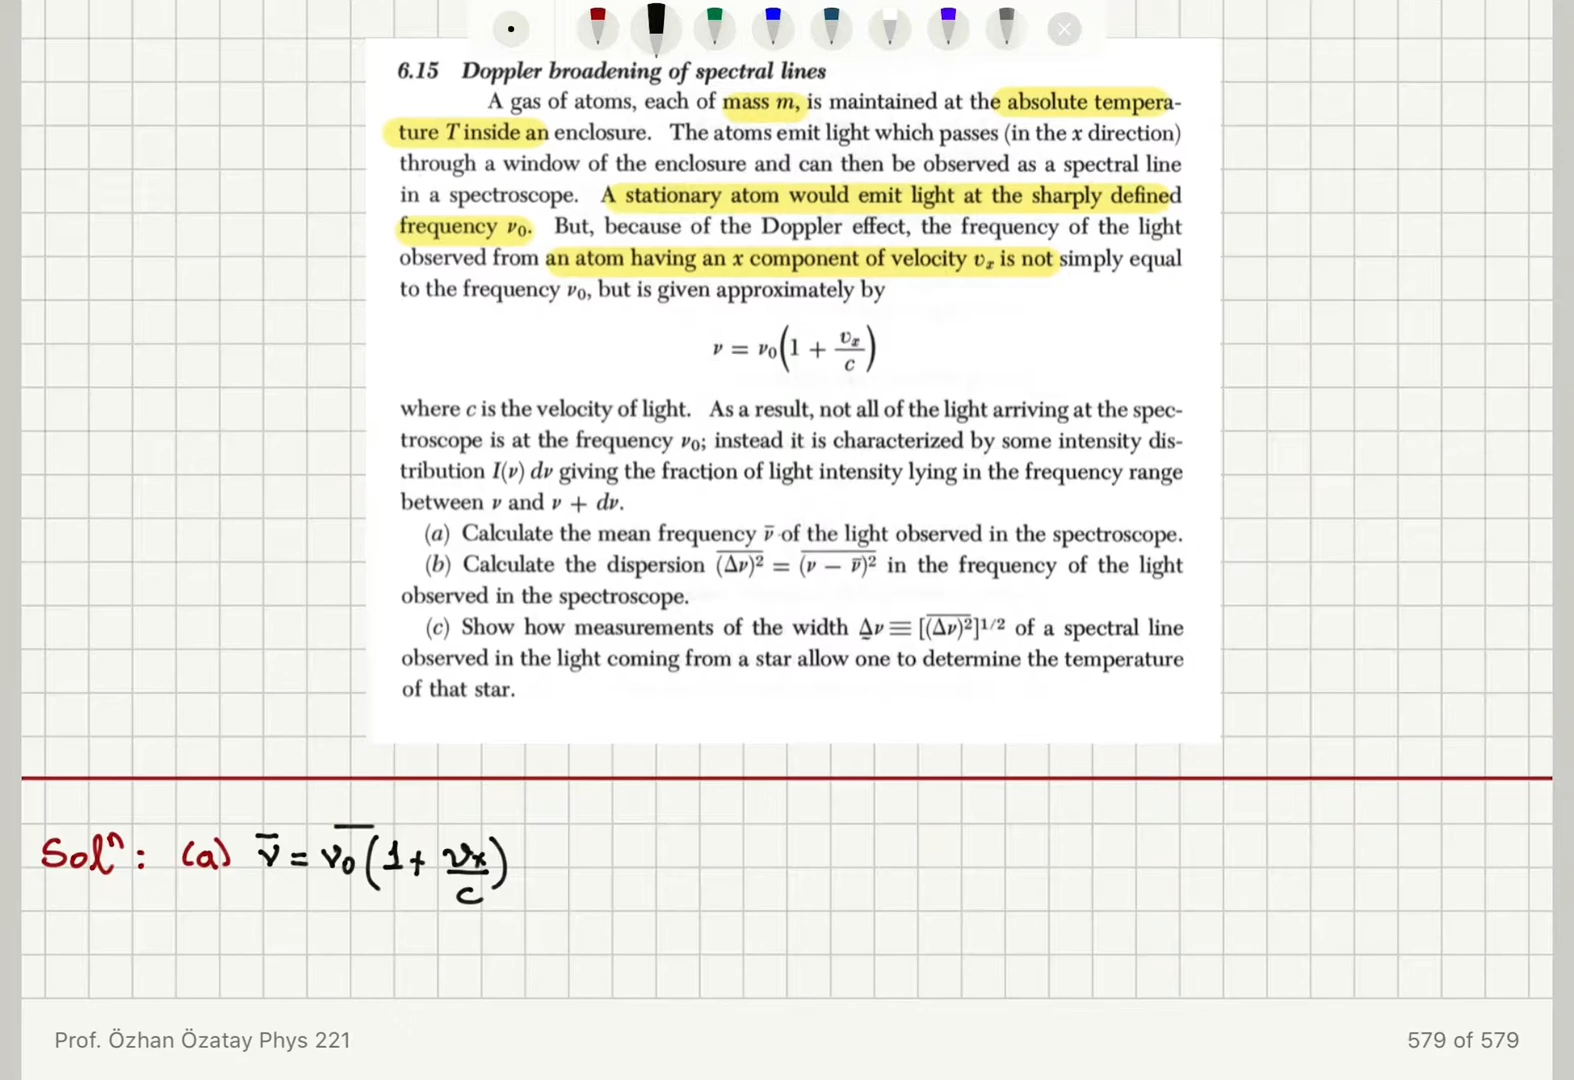 6.15 Doppler broadening of spectral lines
A gas of atoms, each of mass m, is maintained at the absolute tempera-
ture T inside an enclosure. The atoms emit light which passes (in the x direction)
through a window of the enclosure and can then be observed as a spectral line
in a spectroscope. A stationary atom would emit light at the sharply defined
frequency ν₀. But, because of the Doppler effect, the frequency of the light
observed from an atom having an x component of velocity vₓ is not simply equal
to the frequency ν₀, but is given approximately by
ν = ν₀(1 + vₓ/c)
where c is the velocity of light. As a result, not all of the light arriving at the spec-
troscope is at the frequency ν₀; instead it is characterized by some intensity dis-
tribution I(ν) dν giving the fraction of light intensity lying in the frequency range
between ν and ν + dν.
(a) Calculate the mean frequency ν̅ of the light observed in the spectroscope.
(b) Calculate the dispersion \overline{(Δν)²} = \overline{(ν − ν̅)²} in the frequency of the light
observed in the spectroscope.
(c) Show how measurements of the width Δν ≡ [\overline{(Δν)²}]^{1/2} of a spectral line
observed in the light coming from a star allow one to determine the temperature
of that star.
Solⁿ: (a) ν̅ = \overline{ν₀}(1 + vₓ/c)
Prof. Özhan Özatay Phys 221
579 of 579